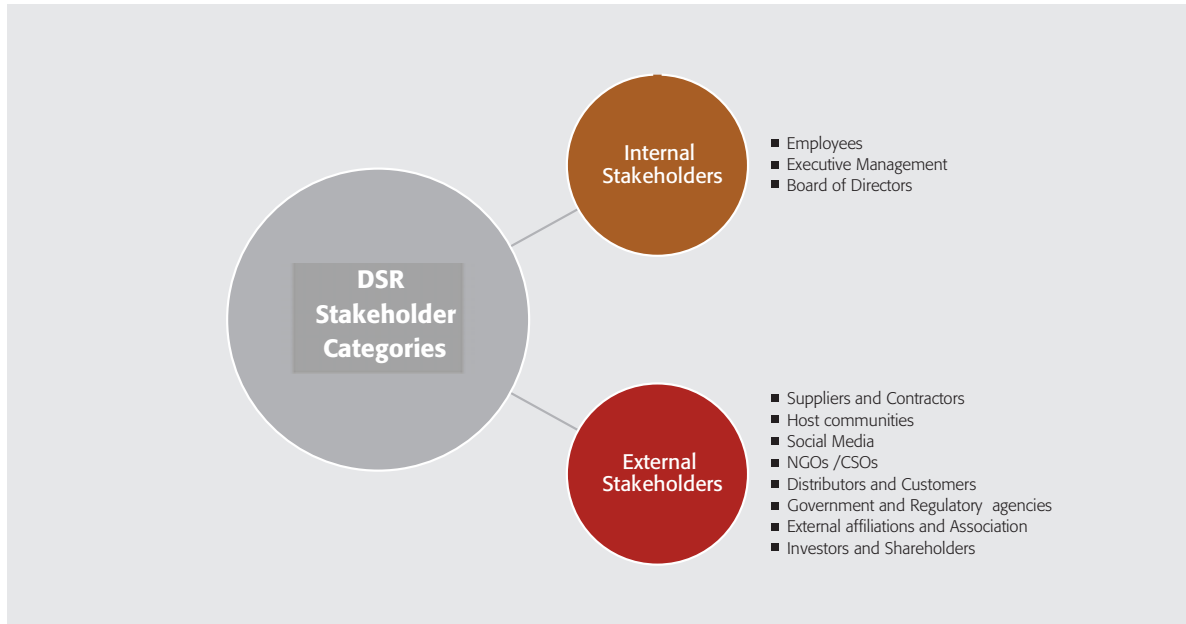 DSR
Stakeholder
Categories
Internal
Stakeholders
■ Employees
■ Executive Management
■ Board of Directors
External
Stakeholders
■ Suppliers and Contractors
■ Host communities
■ Social Media
■ NGOs /CSOs
■ Distributors and Customers
■ Government and Regulatory agencies
■ External affiliations and Association
■ Investors and Shareholders